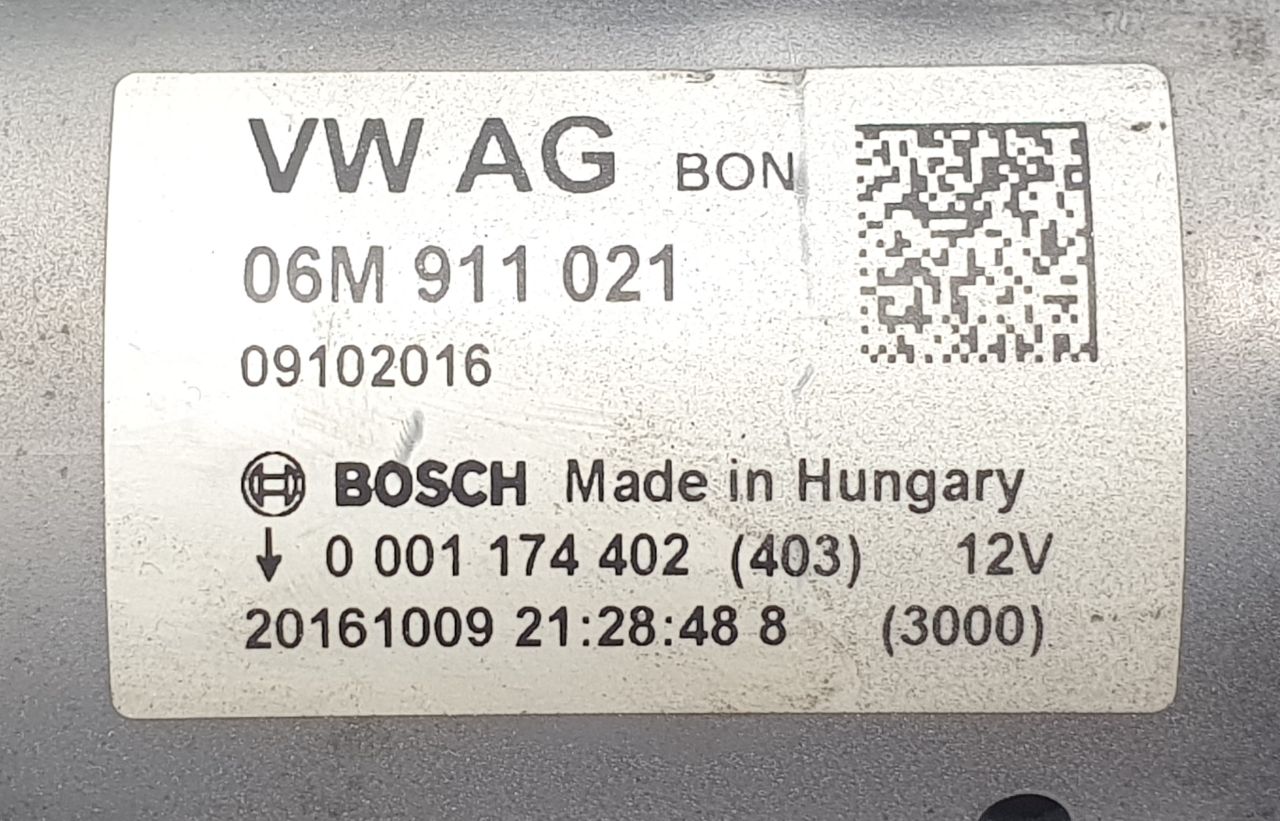 VW AG BON
06M 911 021
09102016
BOSCH Made in Hungary
↓ 0 001 174 402 (403) 12V
20161009 21:28:48 8 (3000)